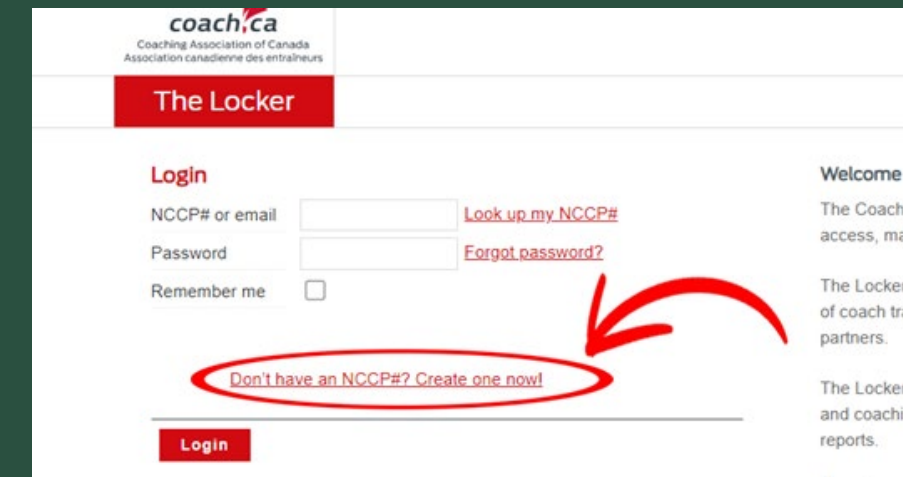 coach.ca
Coaching Association of Canada
Association canadienne des entraîneurs
The Locker
Login
NCCP# or email
Look up my NCCP#
Password
Forgot password?
Remember me
Don't have an NCCP#? Create one now!
Login
Welcome
The Coach
access, ma
The Locker
of coach tra
partners.
The Locker
and coachi
reports.